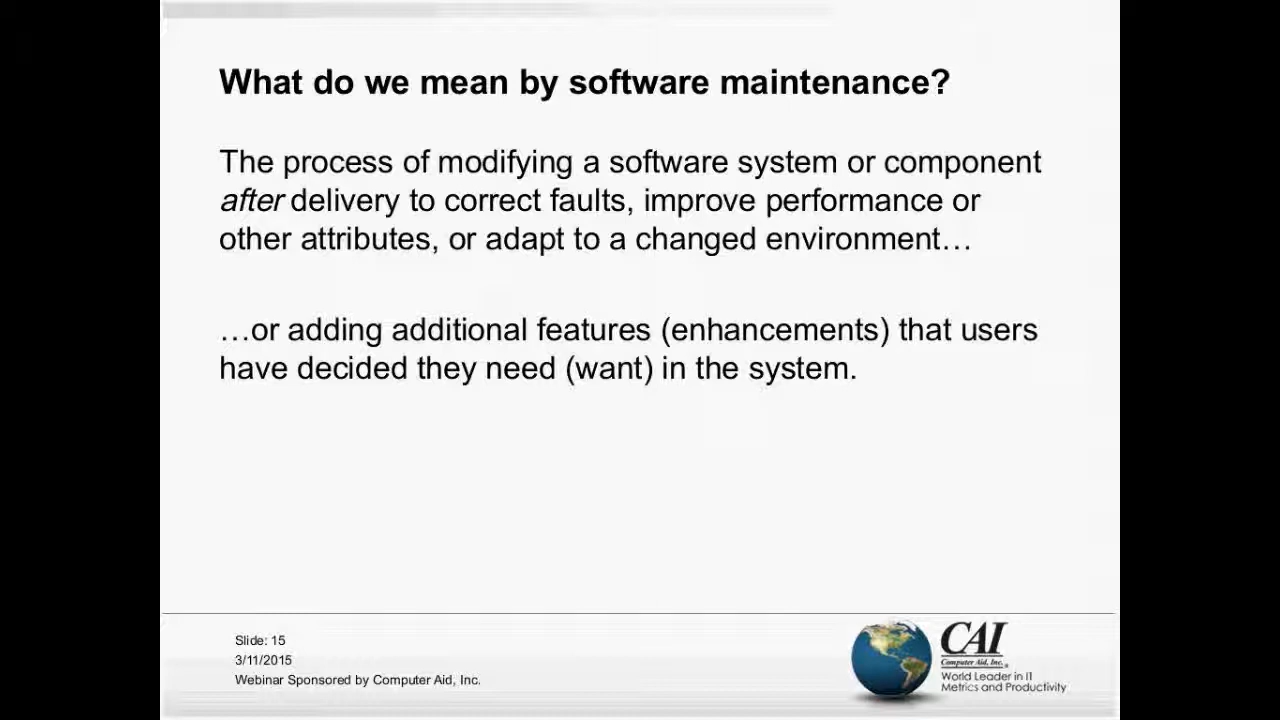 What do we mean by software maintenance?
The process of modifying a software system or component
after delivery to correct faults, improve performance or
other attributes, or adapt to a changed environment…
…or adding additional features (enhancements) that users
have decided they need (want) in the system.
Slide: 15
3/11/2015
Webinar Sponsored by Computer Aid, Inc.
CAI
Computer Aid, Inc.®
World Leader in IT
Metrics and Productivity